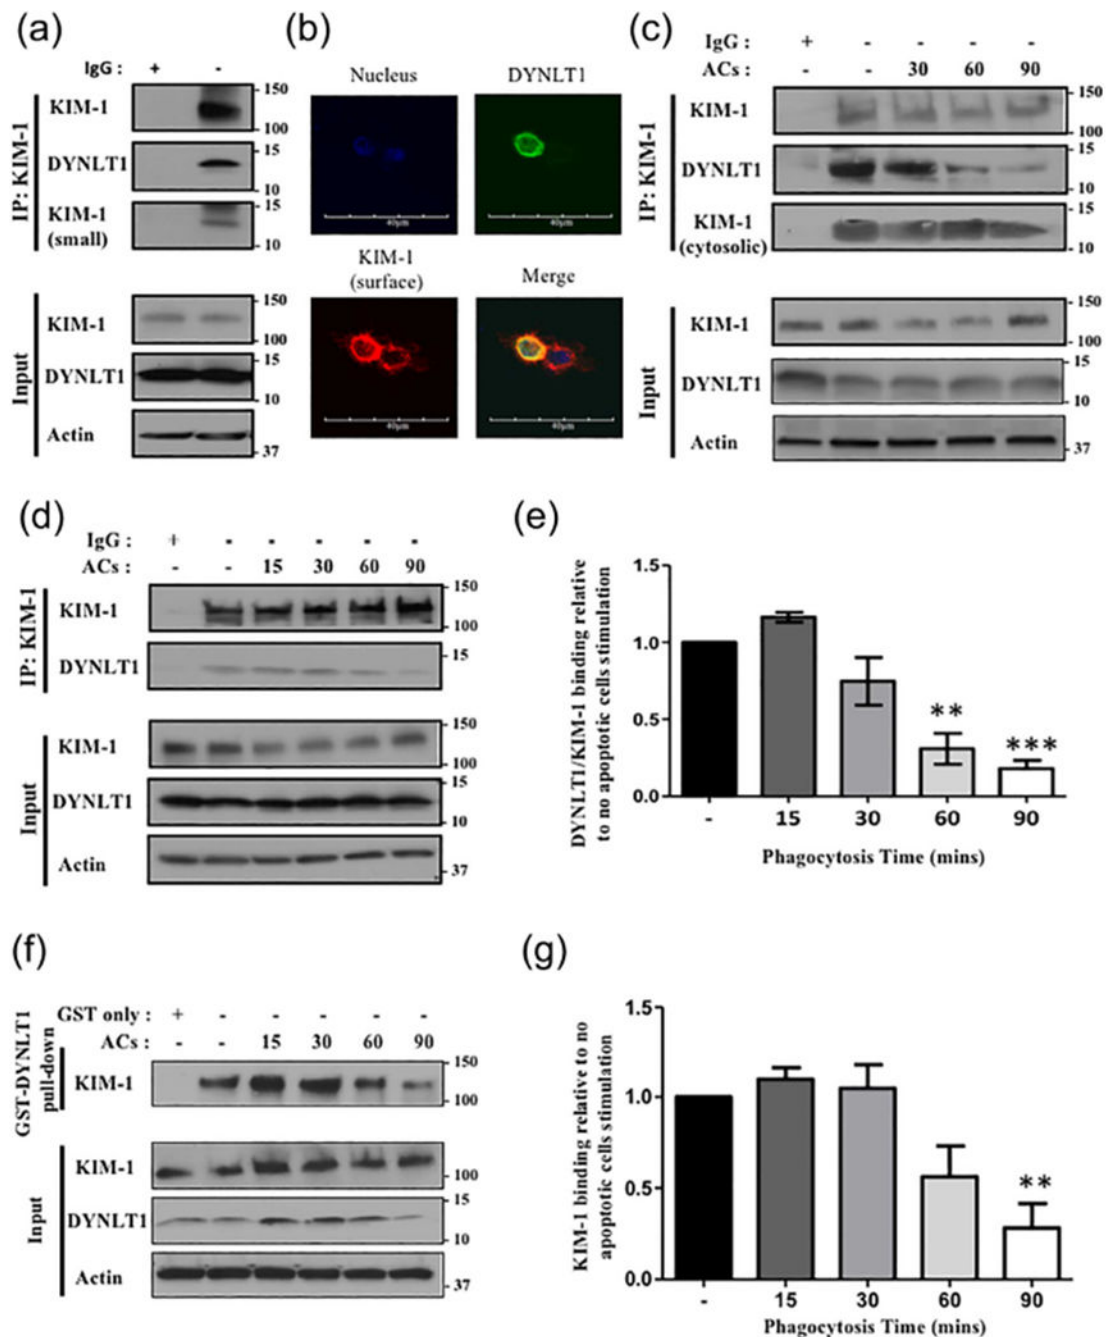 (a)
IgG : + -
IP: KIM-1
KIM-1
- 150
100
DYNLT1
15
10
KIM-1
(small)
- 15
- 10
Input
KIM-1
- 150
100
DYNLT1
15
10
Actin
- 37
(b)
Nucleus
DYNLT1
40μm
40μm
KIM-1
(surface)
Merge
40μm
40μm
(c)
IgG : + - - - -
ACs : - - 30 60 90
IP: KIM-1
KIM-1
150
100
DYNLT1
15
10
KIM-1
(cytosolic)
15
10
Input
KIM-1
- 150
100
DYNLT1
- 15
- 10
Actin
- 37
(d)
IgG : + - - - - -
ACs : - - 15 30 60 90
IP: KIM-1
KIM-1
- 150
100
DYNLT1
15
Input
KIM-1
- 150
100
DYNLT1
15
10
Actin
- 37
(e)
DYNLT1/KIM-1 binding relative
to no apoptotic cells stimulation
1.5
1.0
0.5
0.0
**
***
- 15 30 60 90
Phagocytosis Time (mins)
(f)
GST only : + - - - - -
ACs : - - 15 30 60 90
GST-DYNLT1
pull-down
KIM-1
- 150
100
Input
KIM-1
- 150
- 100
DYNLT1
- 15
10
Actin
- 37
(g)
KIM-1 binding relative to no
apoptotic cells stimulation
1.5
1.0
0.5
0.0
**
- 15 30 60 90
Phagocytosis Time (mins)